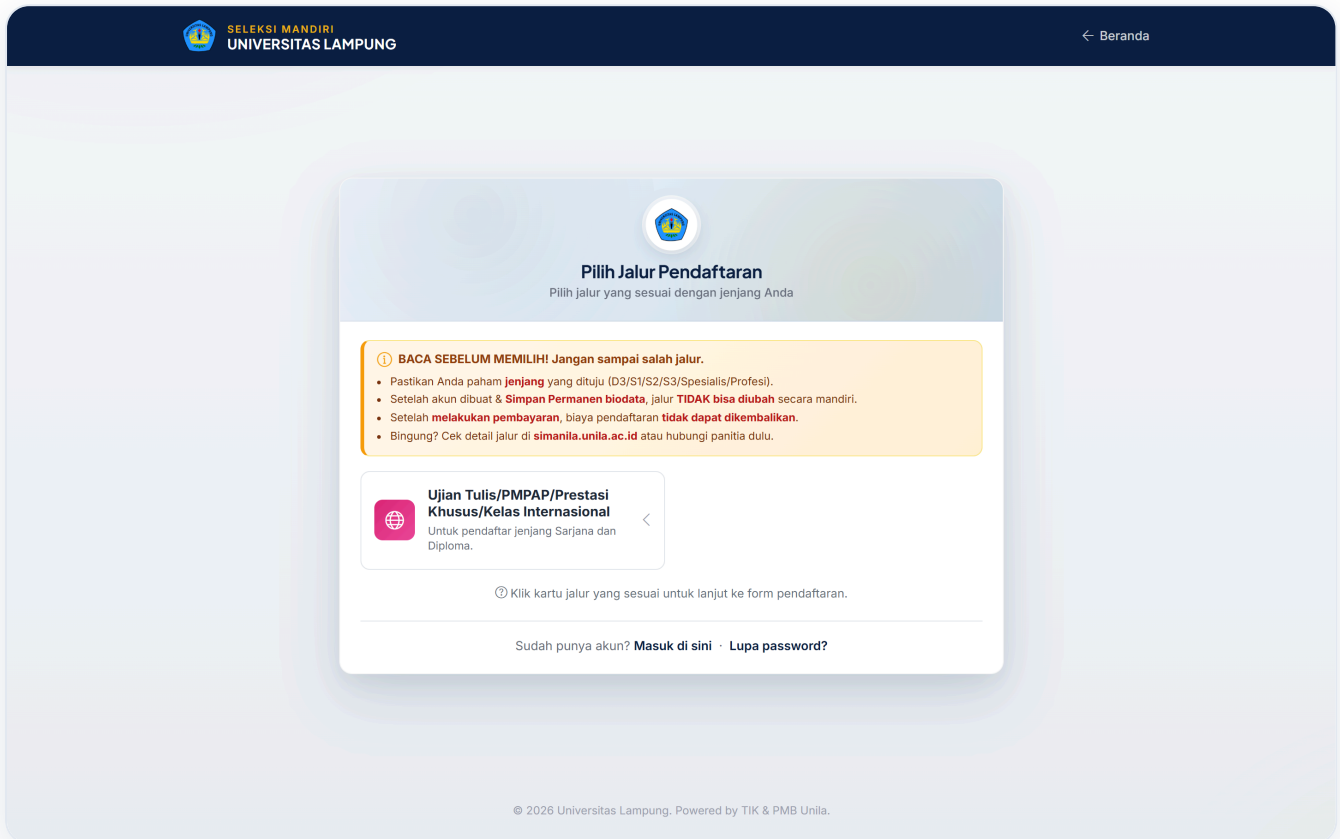 SELEKSI MANDIRI
UNIVERSITAS LAMPUNG
← Beranda
Pilih Jalur Pendaftaran
Pilih jalur yang sesuai dengan jenjang Anda
BACA SEBELUM MEMILIH! Jangan sampai salah jalur.
• Pastikan Anda paham jenjang yang dituju (D3/S1/S2/S3/Spesialis/Profesi).
• Setelah akun dibuat & Simpan Permanen biodata, jalur TIDAK bisa diubah secara mandiri.
• Setelah melakukan pembayaran, biaya pendaftaran tidak dapat dikembalikan.
• Bingung? Cek detail jalur di simanila.unila.ac.id atau hubungi panitia dulu.
Ujian Tulis/PMPAP/Prestasi
Khusus/Kelas Internasional
Untuk pendaftar jenjang Sarjana dan
Diploma.
Klik kartu jalur yang sesuai untuk lanjut ke form pendaftaran.
Sudah punya akun? Masuk di sini · Lupa password?
© 2026 Universitas Lampung. Powered by TIK & PMB Unila.